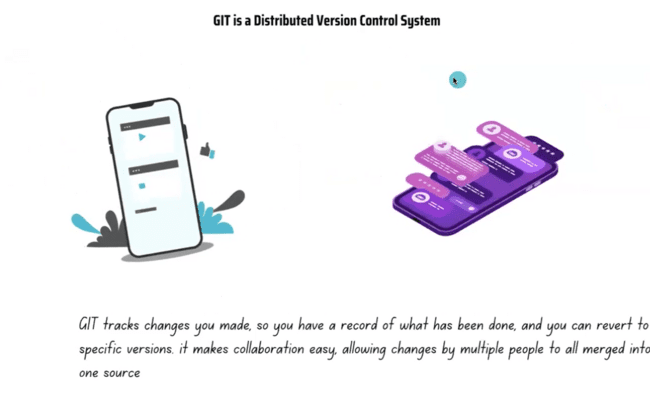 GIT is a Distributed Version Control System
GIT tracks changes you made, so you have a record of what has been done, and you can revert to
specific versions. it makes collaboration easy, allowing changes by multiple people to all merged into
one source